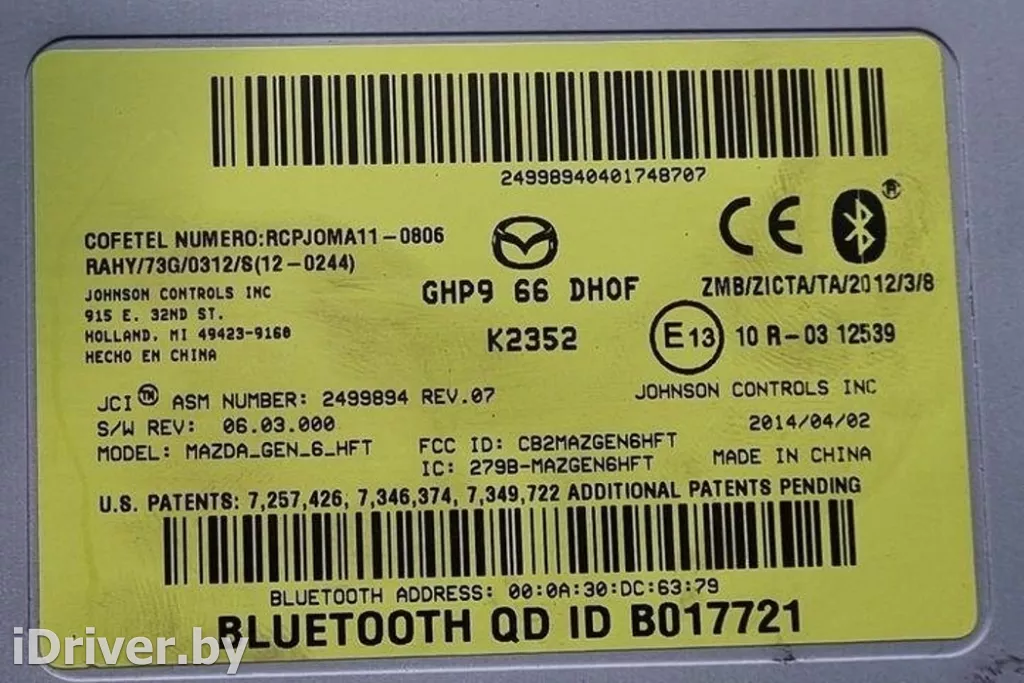 24998940401748707
COFETEL NUMERO:RCPJOMA11-0806
RAHY/73G/0312/S(12-0244)
JOHNSON CONTROLS INC
915 E. 32ND ST.
HOLLAND, MI 49423-9160
HECHO EN CHINA
GHP9 66 DH0F
K2352
CE
®
ZMB/ZICTA/TA/2012/3/8
E13 10 R-03 12539
JOHNSON CONTROLS INC
2014/04/02
MADE IN CHINA
JCI™ ASM NUMBER: 2499894 REV.07
S/W REV: 06.03.000
MODEL: MAZDA_GEN_6_HFT
FCC ID: CB2MAZGEN6HFT
IC: 279B-MAZGEN6HFT
U.S. PATENTS: 7,257,426, 7,346,374, 7,349,722 ADDITIONAL PATENTS PENDING
BLUETOOTH ADDRESS: 00:0A:30:DC:63:79
BLUETOOTH QD ID B017721
iDriver.by